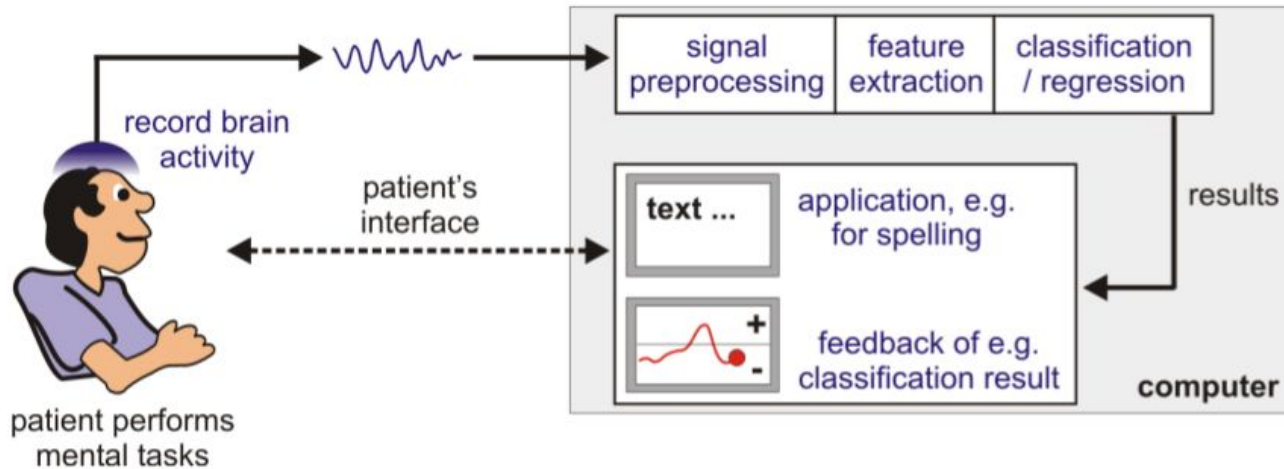 signal
preprocessing
feature
extraction
classification
/ regression
record brain
activity
patient's
interface
text ...
application, e.g.
for spelling
results
+
-
feedback of e.g.
classification result
computer
patient performs
mental tasks